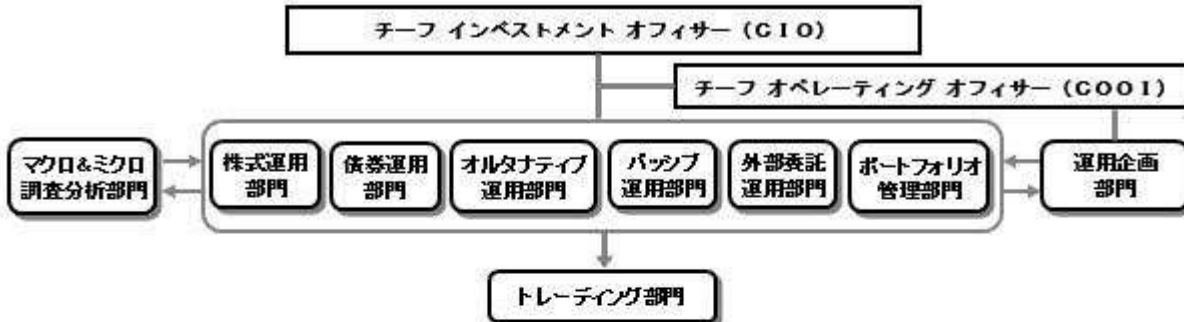 チーフ インベストメント オフィサー (CIO)
チーフ オペレーティング オフィサー (COOI)
マクロ&ミクロ
調査分析部門
株式運用
部門
債券運用
部門
オルタナティブ
運用部門
パッシブ
運用部門
外部委託
運用部門
ポートフォリオ
管理部門
運用企画
部門
トレーディング部門